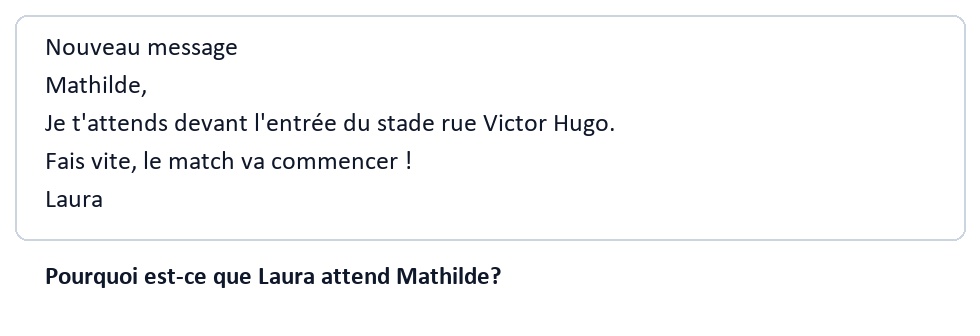 Nouveau message
Mathilde,
Je t'attends devant l'entrée du stade rue Victor Hugo.
Fais vite, le match va commencer !
Laura
Pourquoi est-ce que Laura attend Mathilde?